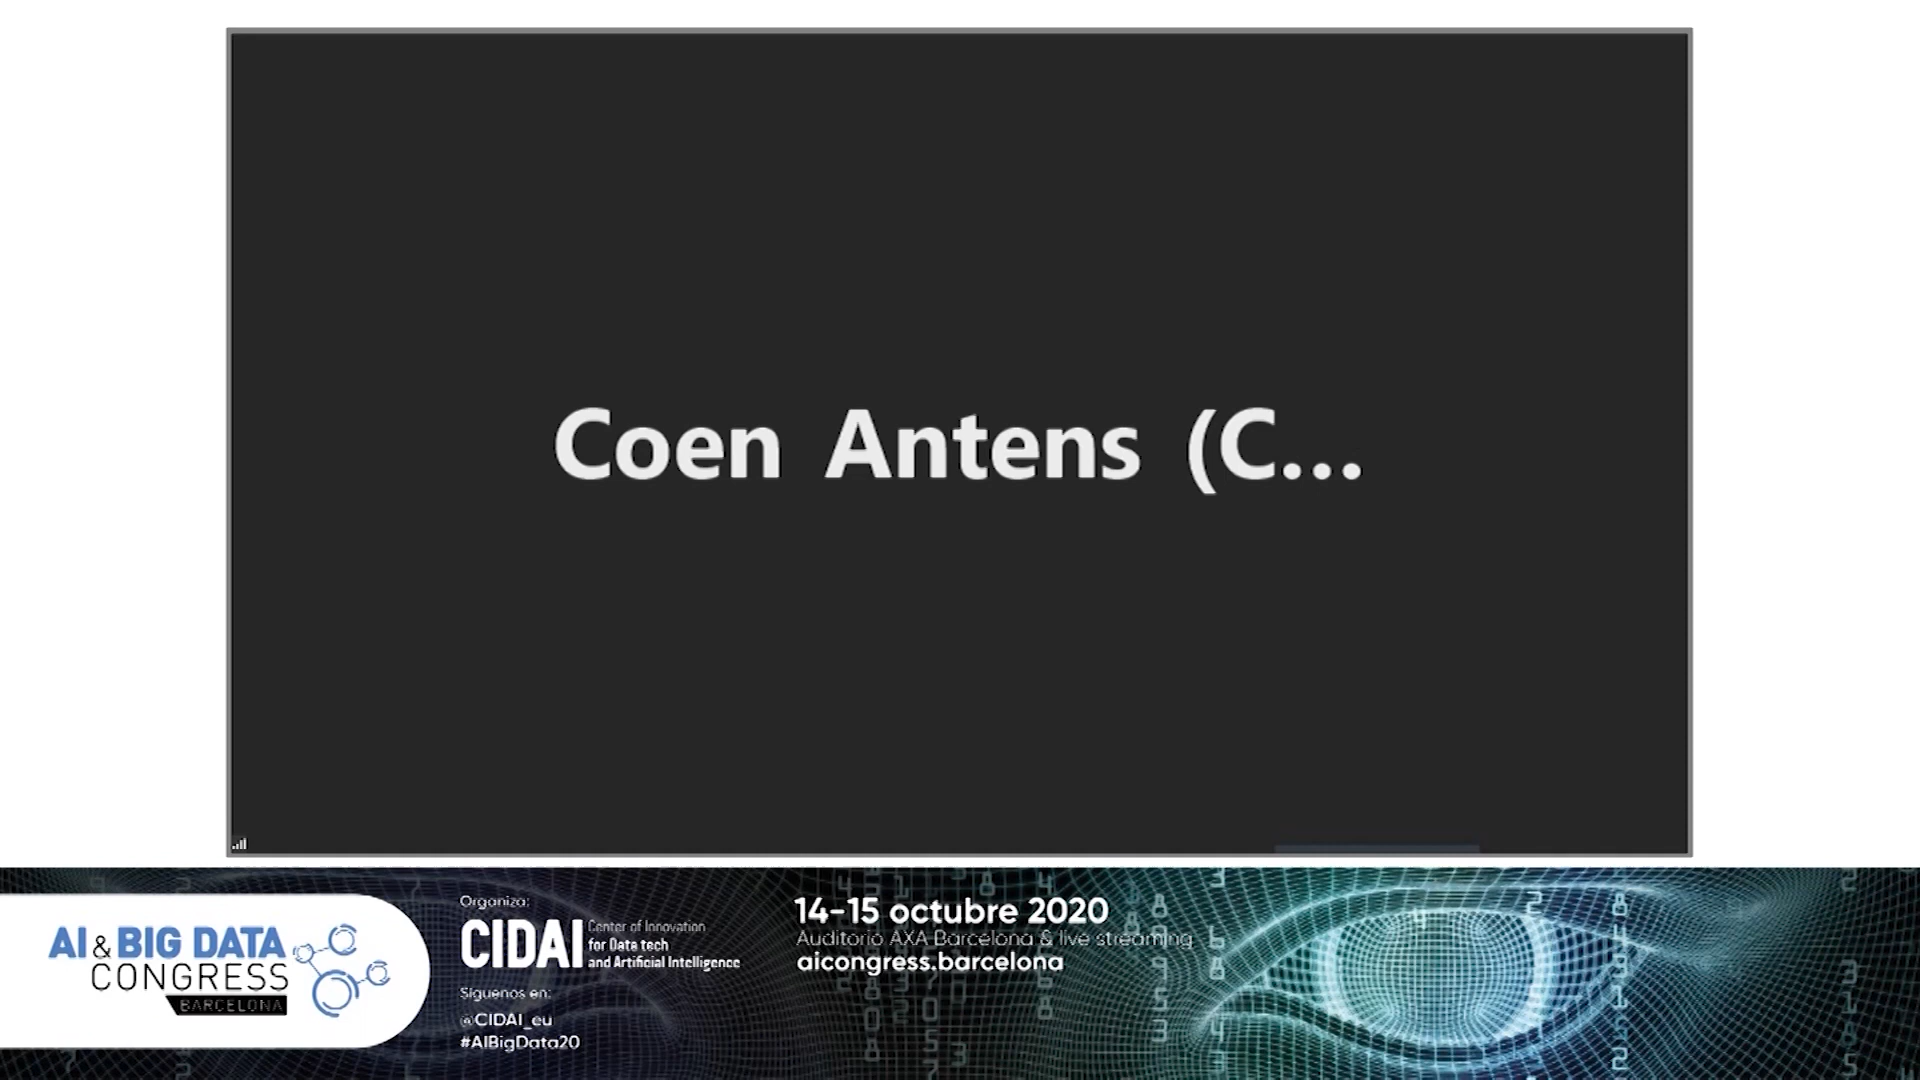 Coen Antens (C...
AI & BIG DATA
CONGRESS
BARCELONA
Organiza:
CIDAI
Center of Innovation
for Data tech
and Artificial Intelligence
Síguenos en:
@CIDAI_eu
#AIBigData20
14-15 octubre 2020
Auditorio AXA Barcelona & live streaming
aicongress.barcelona